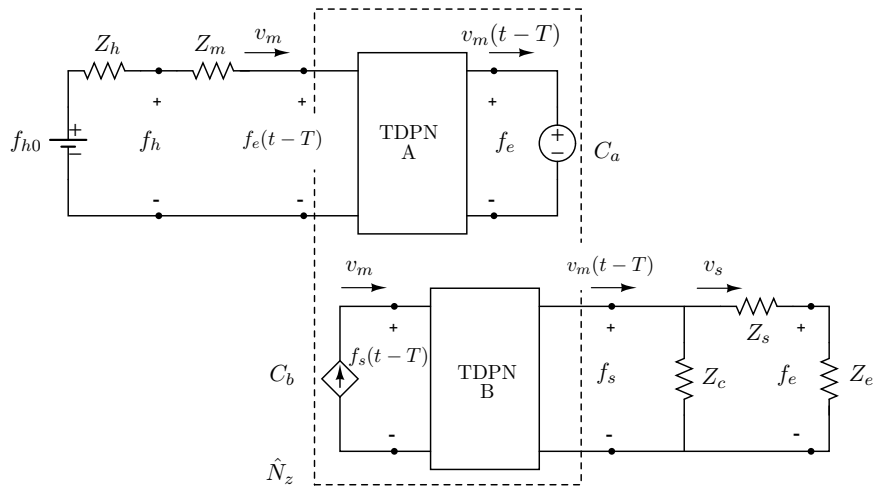 Z_h Z_m v_m v_m(t−T)
+ + +
f_h0 + − f_h f_e(t−T) TDPN A f_e + − C_a
- - -
v_m v_m(t−T) v_s
+ + Z_s +
C_b f_s(t−T) TDPN B f_s Z_c f_e Z_e
- - -
N̂_z